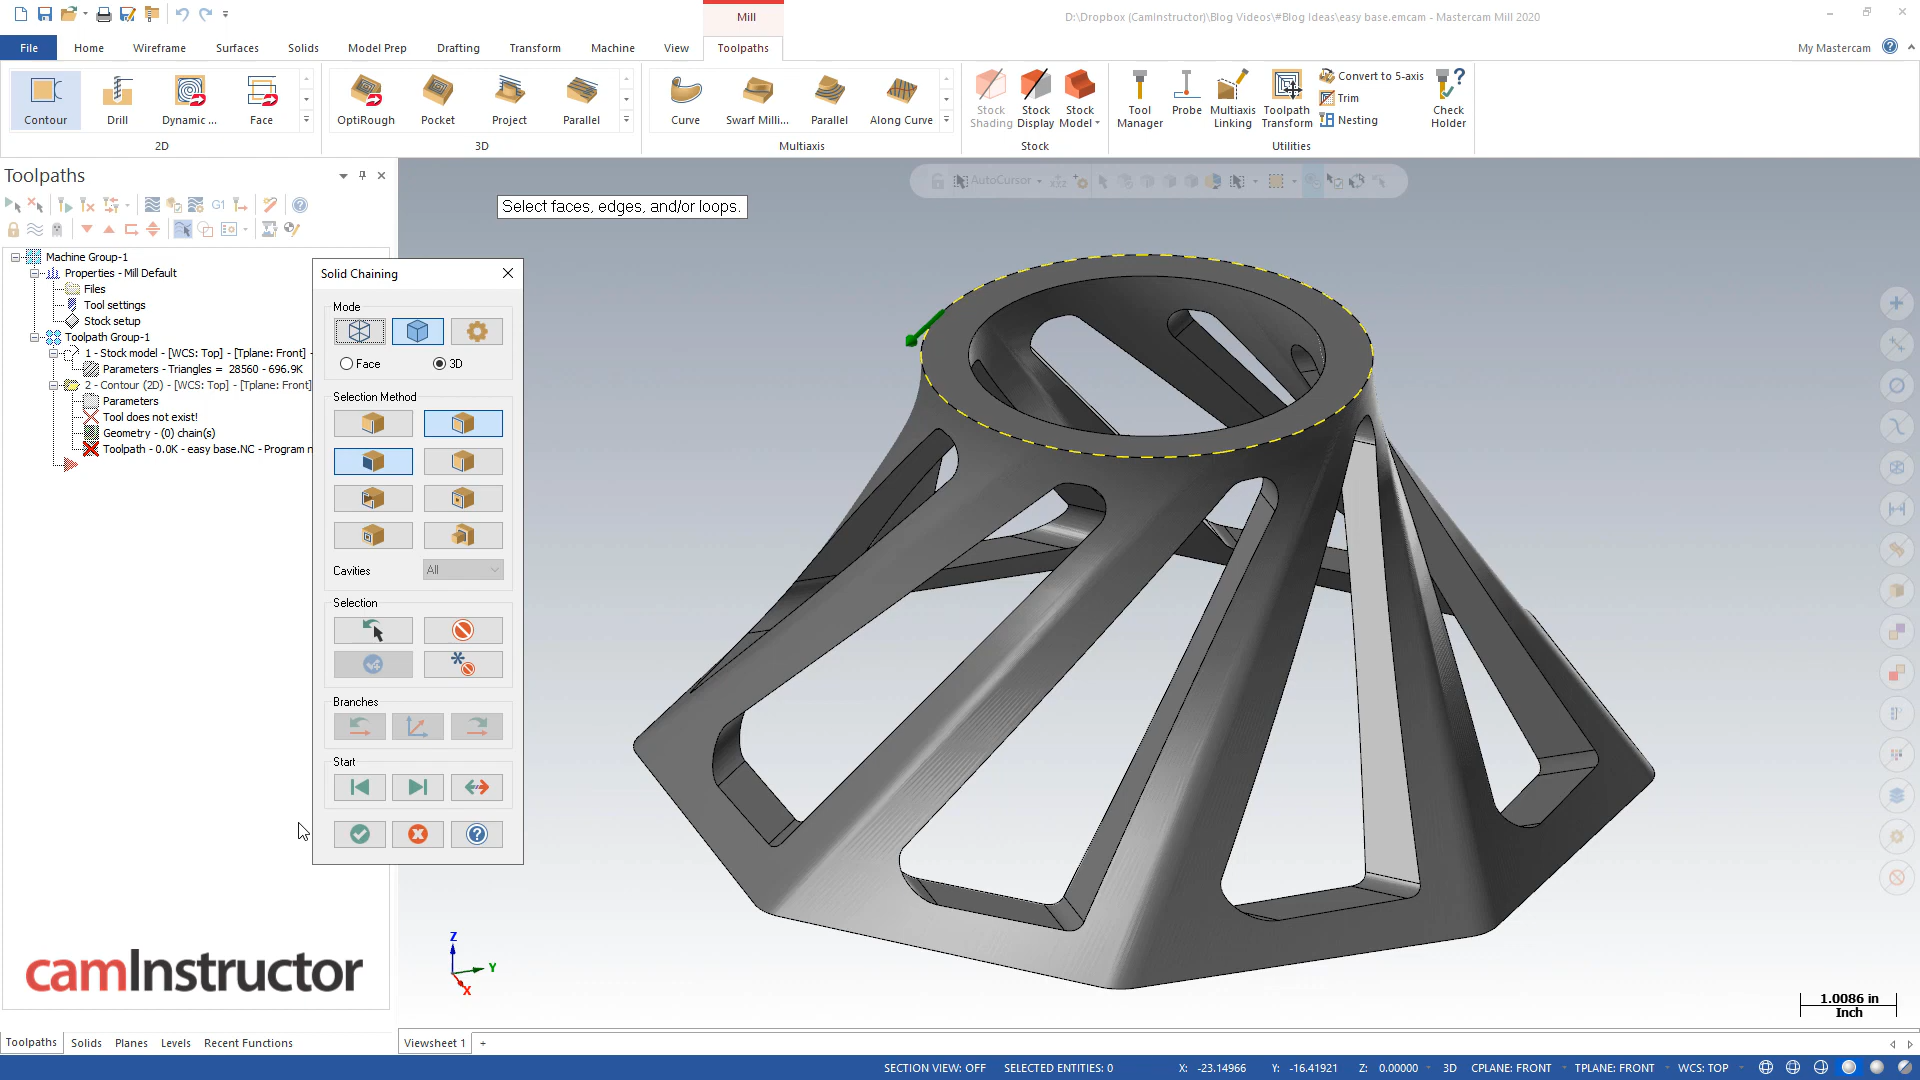 Mill
D:\Dropbox (CamInstructor)\Blog Videos\#Blog Ideas\easy base.emcam - Mastercam Mill 2020
File Home Wireframe Surfaces Solids Model Prep Drafting Transform Machine View Toolpaths My Mastercam
Contour Drill Dynamic ... Face
2D
OptiRough Pocket Project Parallel
3D
Curve Swarf Milli... Parallel Along Curve
Multiaxis
Stock Shading Stock Display Stock Model
Stock
Tool Manager Probe Multiaxis Linking Toolpath Transform
Convert to 5-axis
Trim
Nesting
Check Holder
Utilities
Toolpaths
AutoCursor
G1
Select faces, edges, and/or loops.
Machine Group-1
Properties - Mill Default
Files
Tool settings
Stock setup
Toolpath Group-1
1 - Stock model - [WCS: Top] - [Tplane: Front] -
Parameters - Triangles = 28560 - 696.9K
2 - Contour (2D) - [WCS: Top] - [Tplane: Front]
Parameters
Tool does not exist!
Geometry - (0) chain(s)
Toolpath - 0.0K - easy base.NC - Program n
Solid Chaining
Mode
Face 3D
Selection Method
Cavities All
Selection
Branches
Start
Z
Y
X
camInstructor
1.0086 in
Inch
Toolpaths Solids Planes Levels Recent Functions
Viewsheet 1 +
SECTION VIEW: OFF SELECTED ENTITIES: 0 X: -23.14966 Y: -16.41921 Z: 0.00000 3D CPLANE: FRONT TPLANE: FRONT WCS: TOP